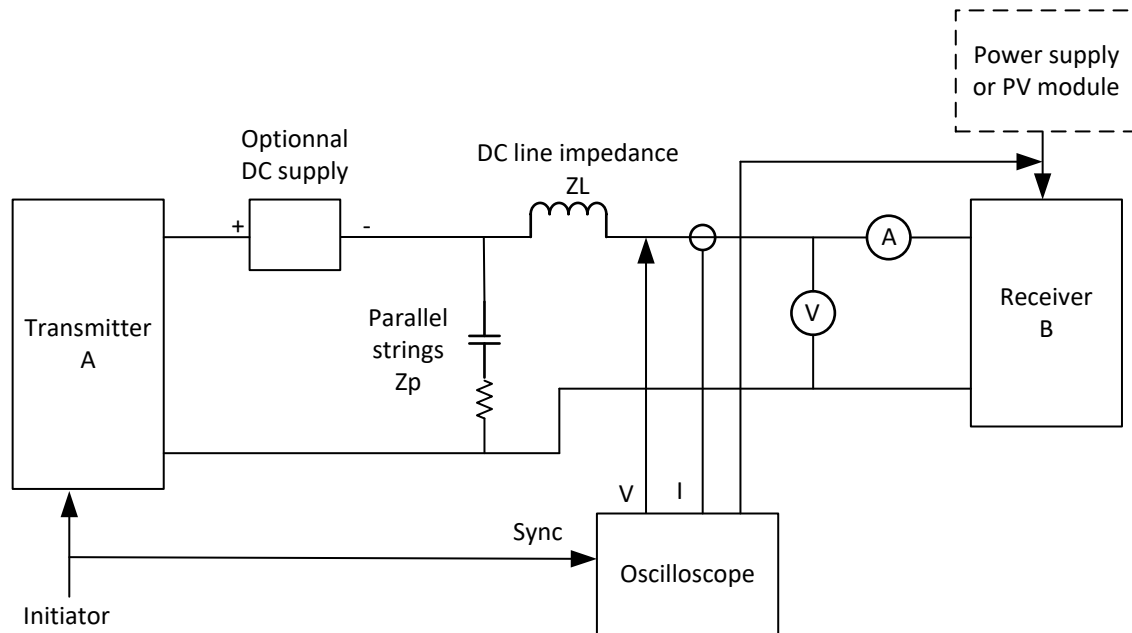 Power supply
or PV module
Optionnal
DC supply
DC line impedance
ZL
+
-
A
Transmitter
A
Parallel
strings
Zp
V
Receiver
B
V
I
Sync
Oscilloscope
Initiator